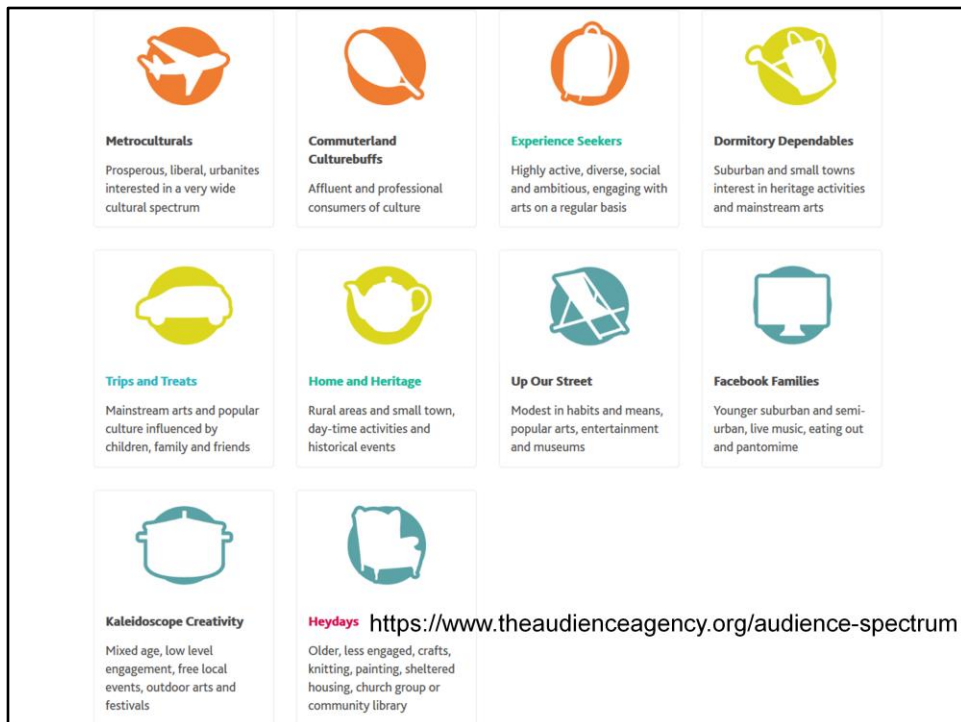 Metroculturals
Prosperous, liberal, urbanites
interested in a very wide
cultural spectrum
Commuterland
Culturebuffs
Affluent and professional
consumers of culture
Experience Seekers
Highly active, diverse, social
and ambitious, engaging with
arts on a regular basis
Dormitory Dependables
Suburban and small towns
interest in heritage activities
and mainstream arts
Trips and Treats
Mainstream arts and popular
culture influenced by
children, family and friends
Home and Heritage
Rural areas and small town,
day-time activities and
historical events
Up Our Street
Modest in habits and means,
popular arts, entertainment
and museums
Facebook Families
Younger suburban and semi-
urban, live music, eating out
and pantomime
Kaleidoscope Creativity
Mixed age, low level
engagement, free local
events, outdoor arts and
festivals
Heydays
Older, less engaged, crafts,
knitting, painting, sheltered
housing, church group or
community library
https://www.theaudienceagency.org/audience-spectrum